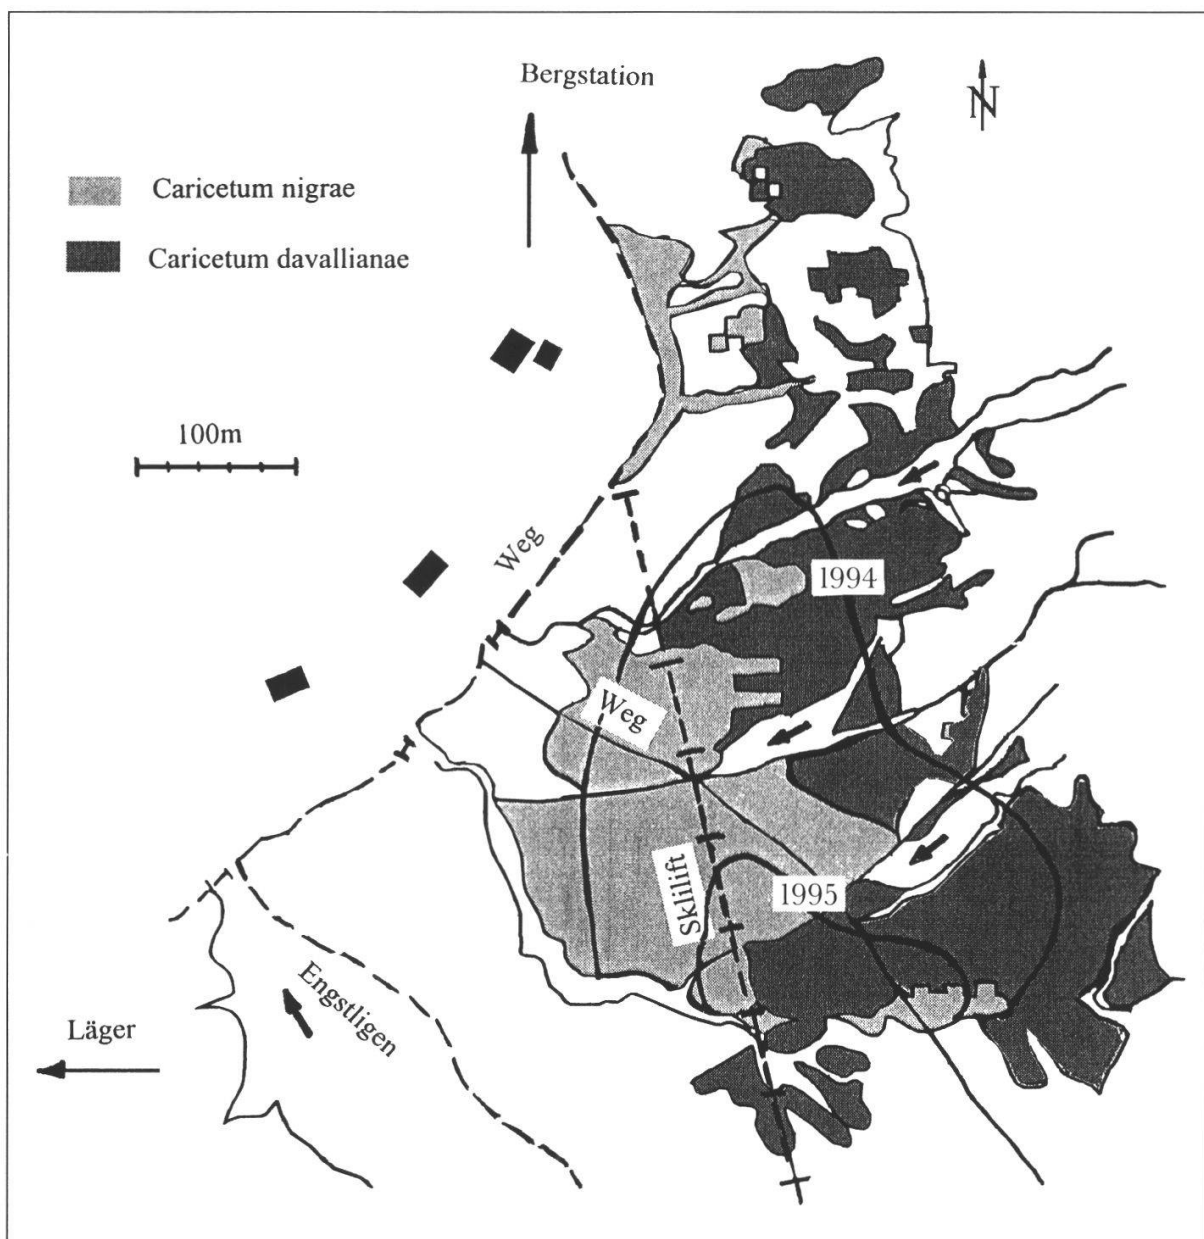 Bergstation
N
Caricetum nigrae
Caricetum davallianae
100m
Weg
1994
Weg
Sklilift
1995
Engstligen
Läger